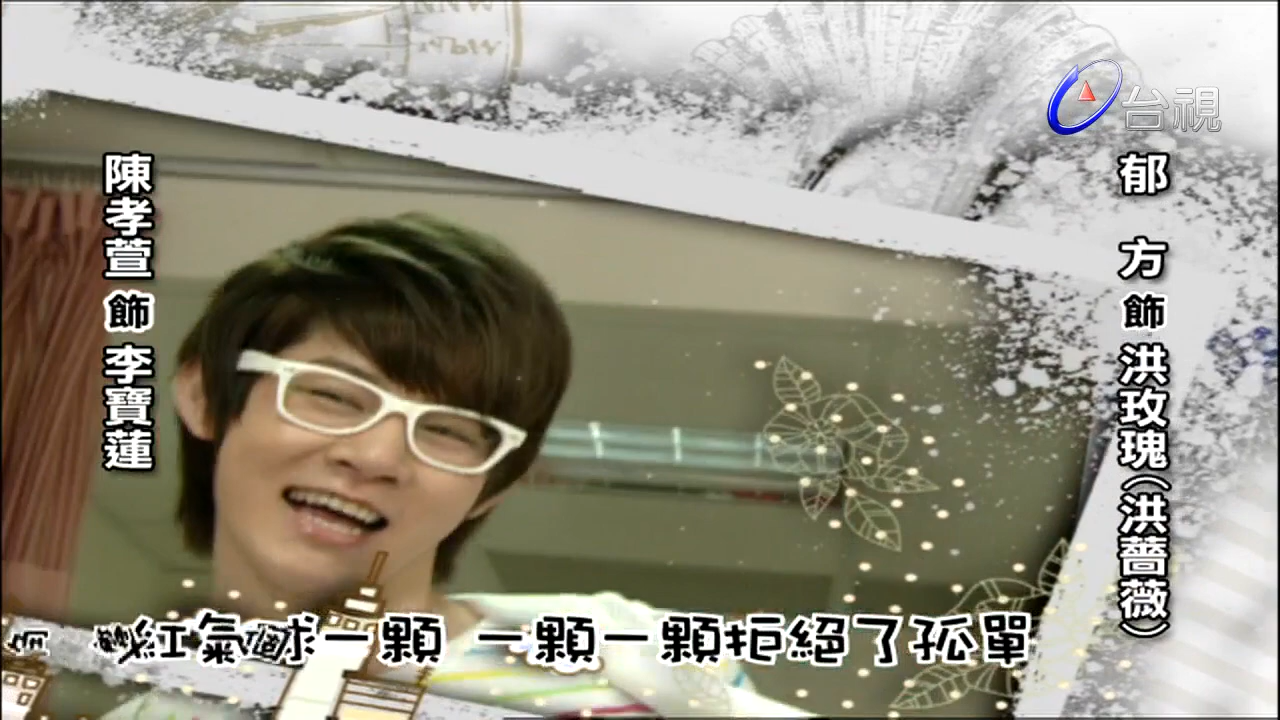 台視
郁 方 飾 洪玫瑰(洪薔薇)
陳孝萱 飾 李寶蓮
紅氣球一顆 一顆一顆拒絕了孤單